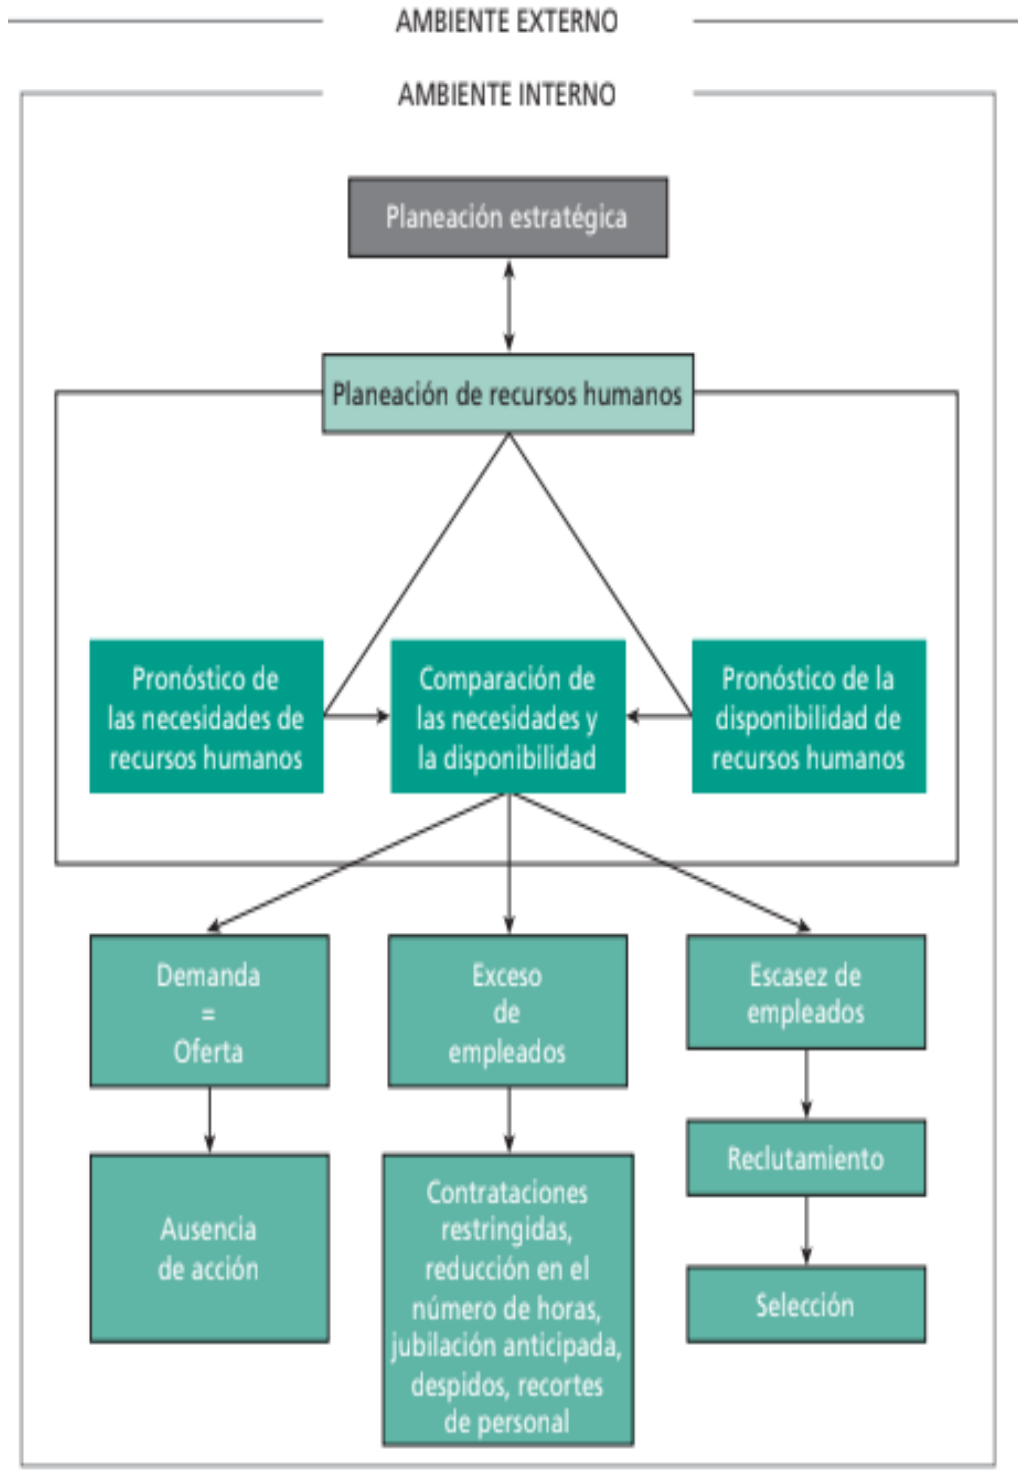 AMBIENTE EXTERNO
AMBIENTE INTERNO
Planeación estratégica
Planeación de recursos humanos
Pronóstico de
las necesidades de
recursos humanos
Comparación de
las necesidades y
la disponibilidad
Pronóstico de la
disponibilidad de
recursos humanos
Demanda
=
Oferta
Exceso
de
empleados
Escasez de
empleados
Ausencia
de acción
Contrataciones
restringidas,
reducción en el
número de horas,
jubilación anticipada,
despidos, recortes
de personal
Reclutamiento
Selección